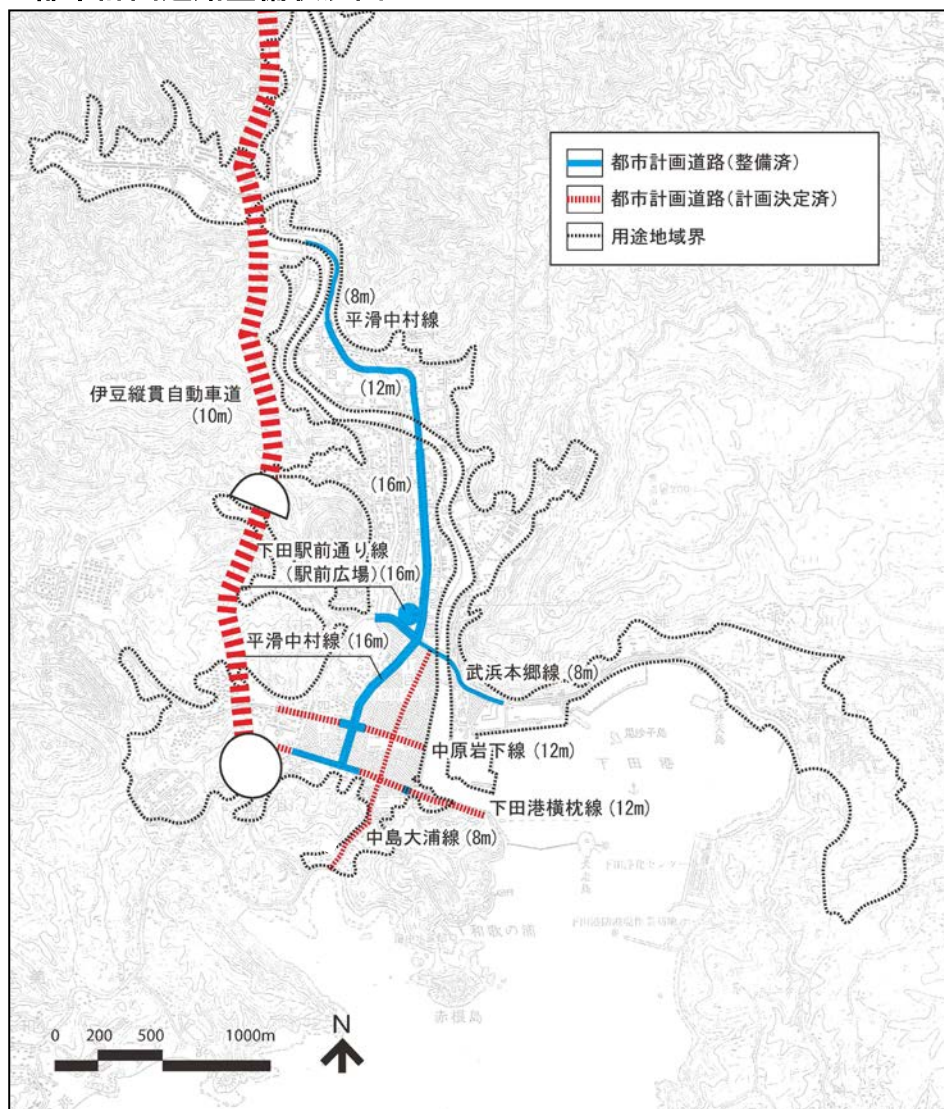 都市計画道路(整備済)
都市計画道路(計画決定済)
用途地域界
(8m)
平滑中村線
(12m)
伊豆縦貫自動車道
(10m)
(16m)
下田駅前通り線
(駅前広場)(16m)
平滑中村線(16m)
武浜本郷線(8m)
中原岩下線(12m)
下田港
下田港横枕線(12m)
中島大浦線(8m)
和歌の浦
赤根島
0 200 500 1000m
N